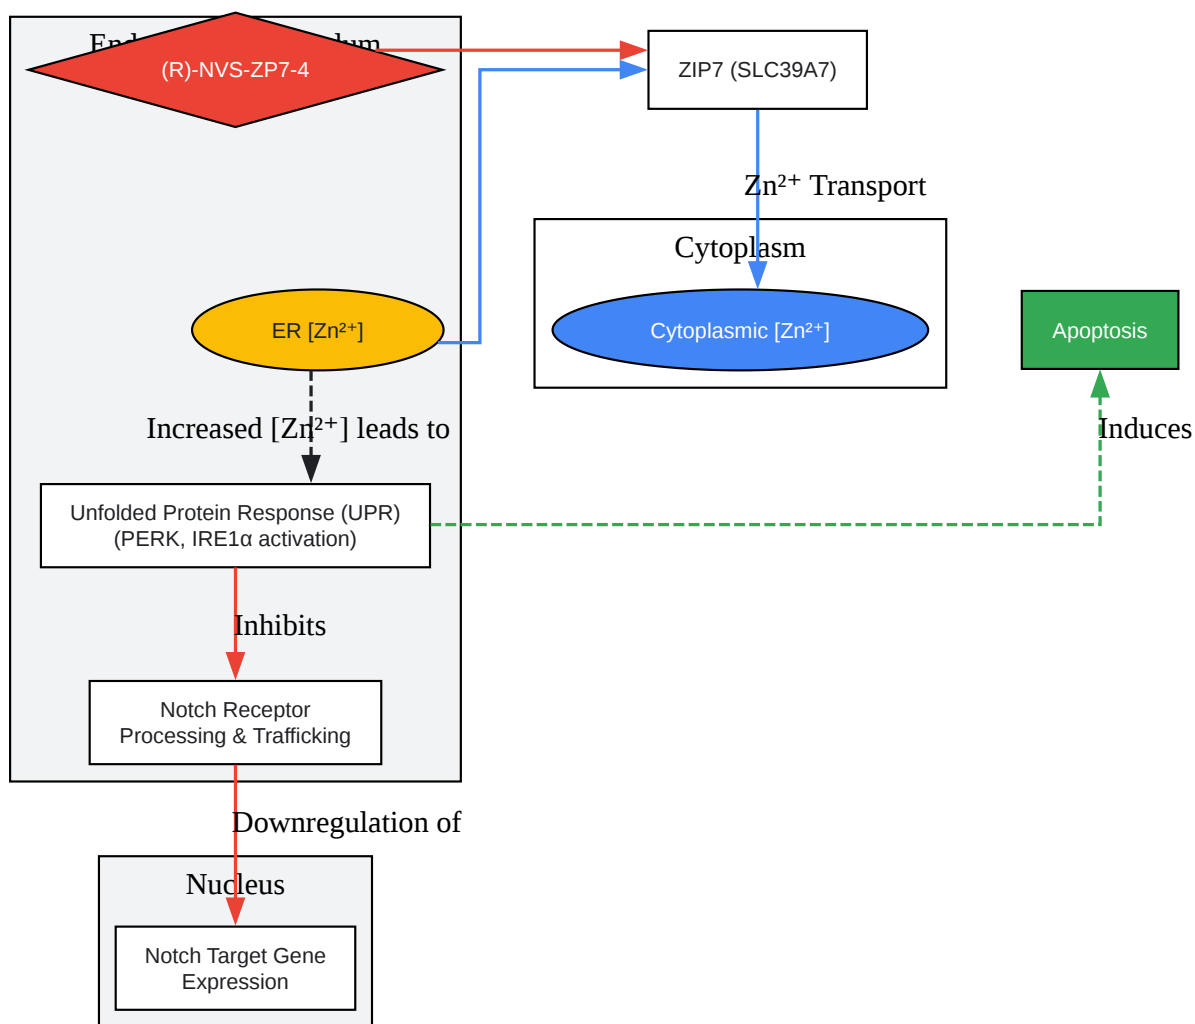 (R)-NVS-ZP7-4
ZIP7 (SLC39A7)
Zn²⁺ Transport
Cytoplasm
ER [Zn²⁺]
Cytoplasmic [Zn²⁺]
Apoptosis
Increased [Zn²⁺] leads to
Induces
Unfolded Protein Response (UPR)
(PERK, IRE1α activation)
Inhibits
Notch Receptor
Processing & Trafficking
Downregulation of
Nucleus
Notch Target Gene
Expression